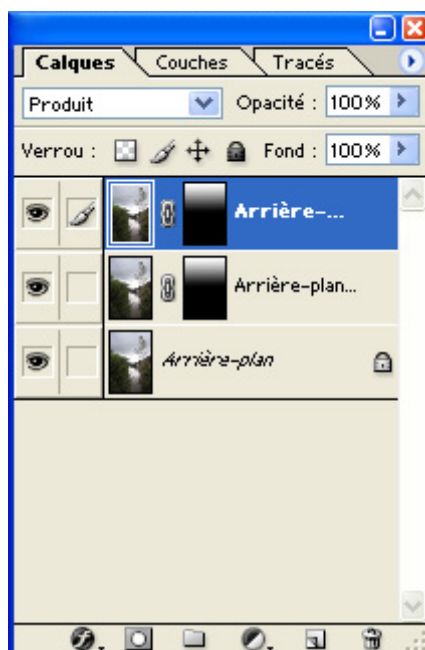 Calques Couches Tracés
Produit Opacité : 100%
Verrou : Fond : 100%
Arrière-...
Arrière-plan...
Arrière-plan